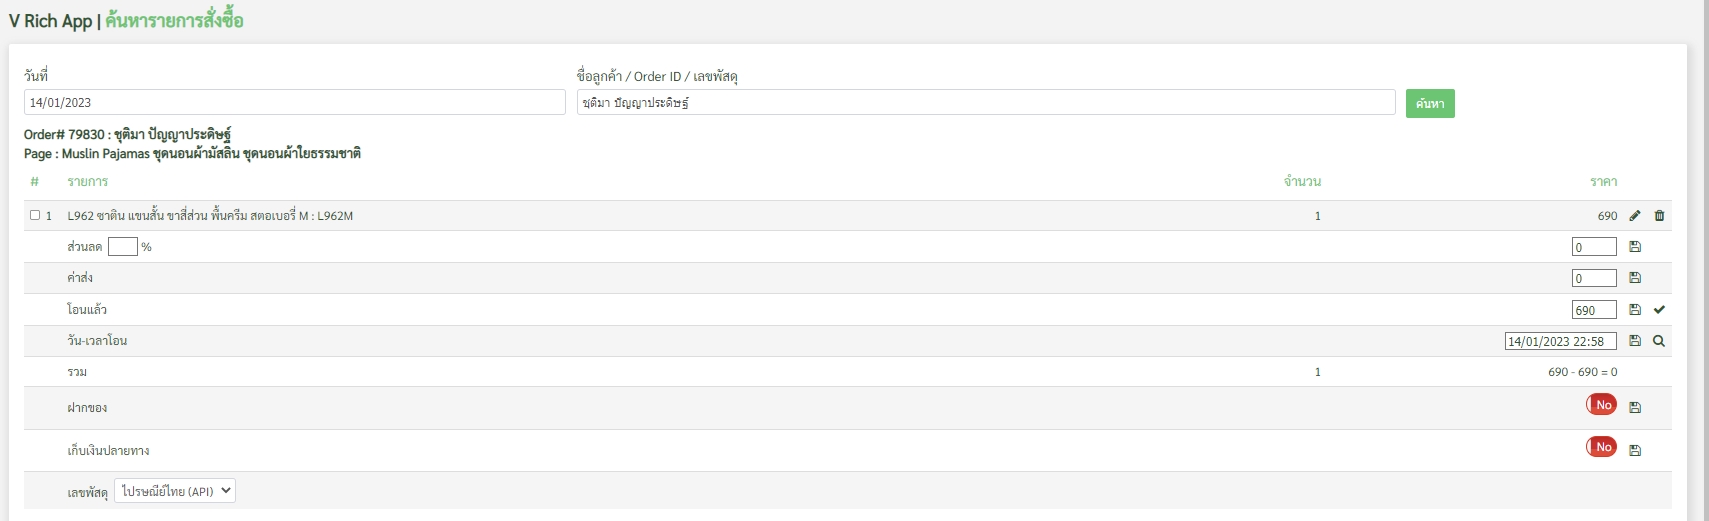 V Rich App | ค้นหารายการสั่งซื้อ
วันที่ ชื่อลูกค้า / Order ID / เลขพัสดุ
14/01/2023 ชุติมา ปัญญาประดิษฐ์ ค้นหา
Order# 79830 : ชุติมา ปัญญาประดิษฐ์
Page : Muslin Pajamas ชุดนอนผ้ามัสลิน ชุดนอนผ้าใยธรรมชาติ
# รายการ จำนวน ราคา
1 L962 ซาติน แขนสั้น ขาสี่ส่วน พื้นครีม สตอเบอรี่ M : L962M 1 690
ส่วนลด % 0
ค่าส่ง 0
โอนแล้ว 690
วัน-เวลาโอน 14/01/2023 22:58
รวม 1 690 - 690 = 0
ฝากของ No
เก็บเงินปลายทาง No
เลขพัสดุ ไปรษณีย์ไทย (API)